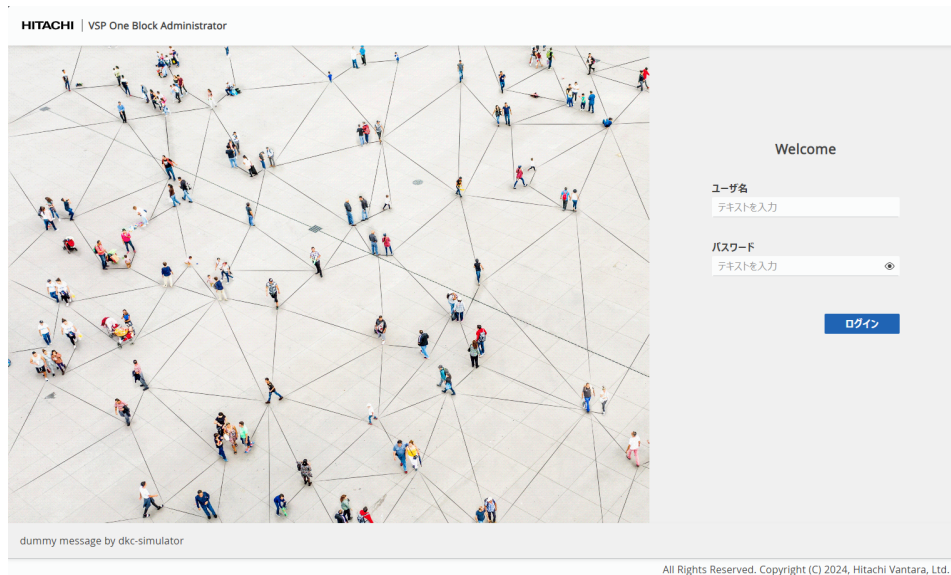 HITACHI | VSP One Block Administrator
Welcome
ユーザ名
テキストを入力
パスワード
テキストを入力
ログイン
dummy message by dkc-simulator
All Rights Reserved. Copyright (C) 2024, Hitachi Vantara, Ltd.